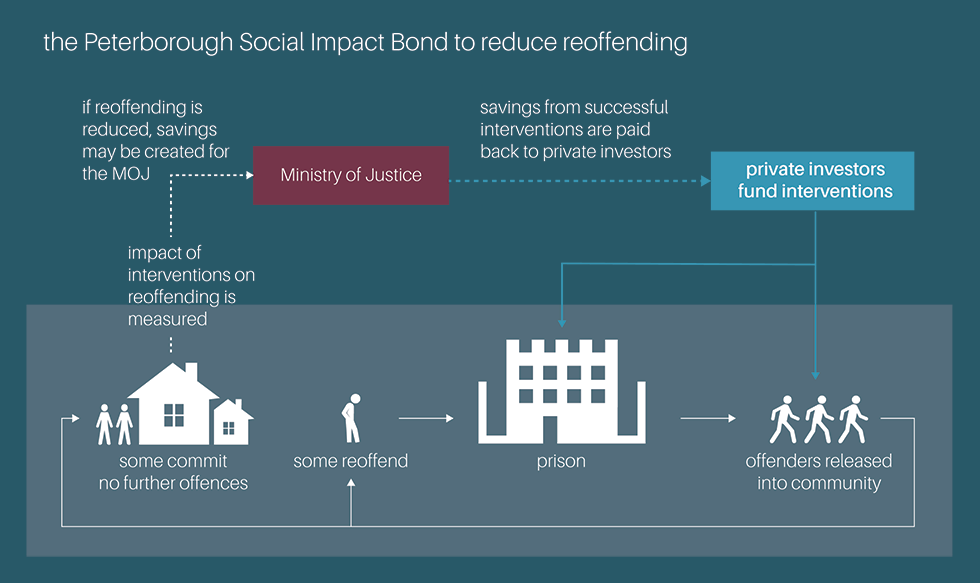 the Peterborough Social Impact Bond to reduce reoffending
if reoffending is
reduced, savings
may be created for
the MOJ
Ministry of Justice
savings from successful
interventions are paid
back to private investors
private investors
fund interventions
impact of
interventions on
reoffending is
measured
some commit
no further offences
some reoffend
prison
offenders released
into community